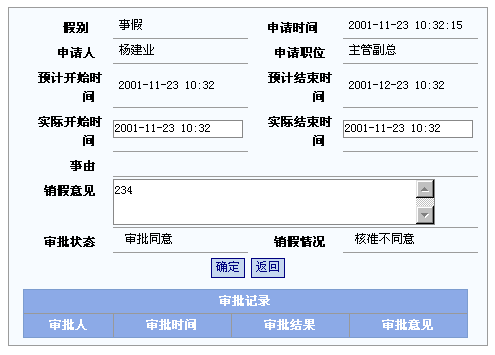 假别 事假 申请时间 2001-11-23 10:32:15
申请人 杨建业 申请职位 主管副总
预计开始时间 2001-11-23 10:32 预计结束时间 2001-12-23 10:32
实际开始时间 2001-11-23 10:32 实际结束时间 2001-11-23 10:32
事由
销假意见 234
审批状态 审批同意 销假情况 核准不同意
确定 返回
审批记录
审批人 审批时间 审批结果 审批意见